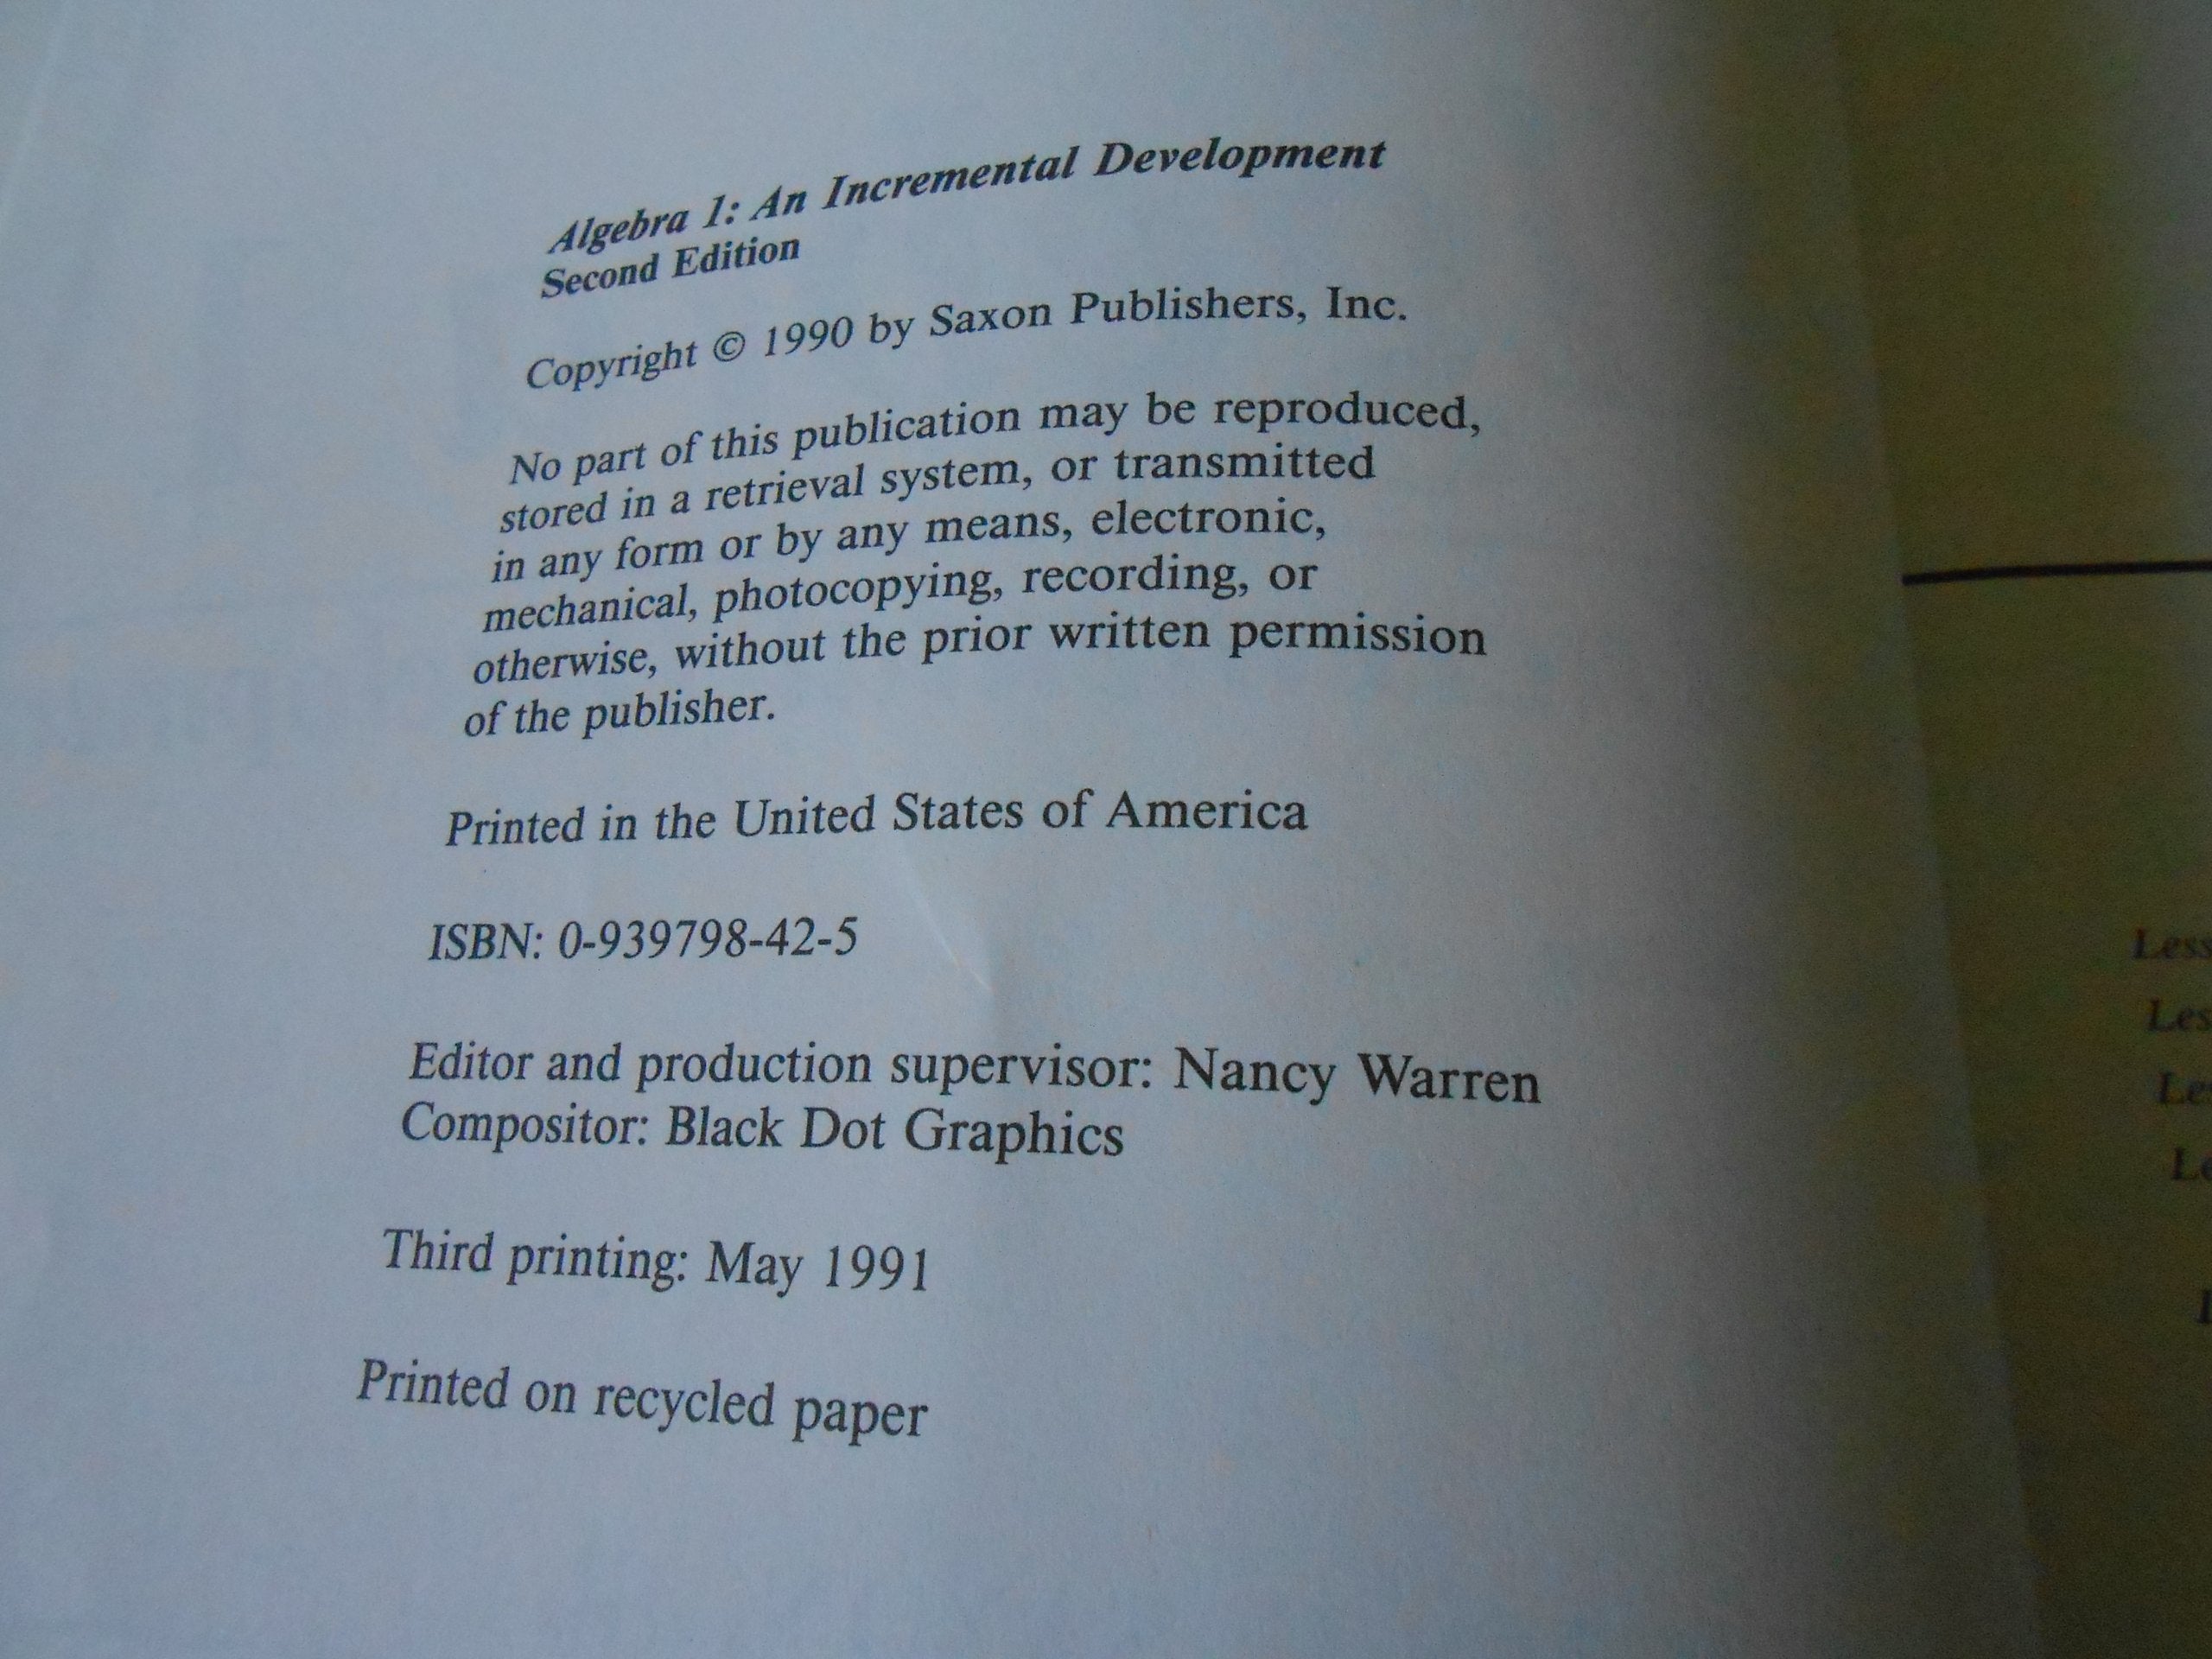 Algebra 1: An Incremental Development
Second Edition
Copyright © 1990 by Saxon Publishers, Inc.
No part of this publication may be reproduced,
stored in a retrieval system, or transmitted
in any form or by any means, electronic,
mechanical, photocopying, recording, or
otherwise, without the prior written permission
of the publisher.
Printed in the United States of America
ISBN: 0-939798-42-5
Editor and production supervisor: Nancy Warren
Compositor: Black Dot Graphics
Third printing: May 1991
Printed on recycled paper